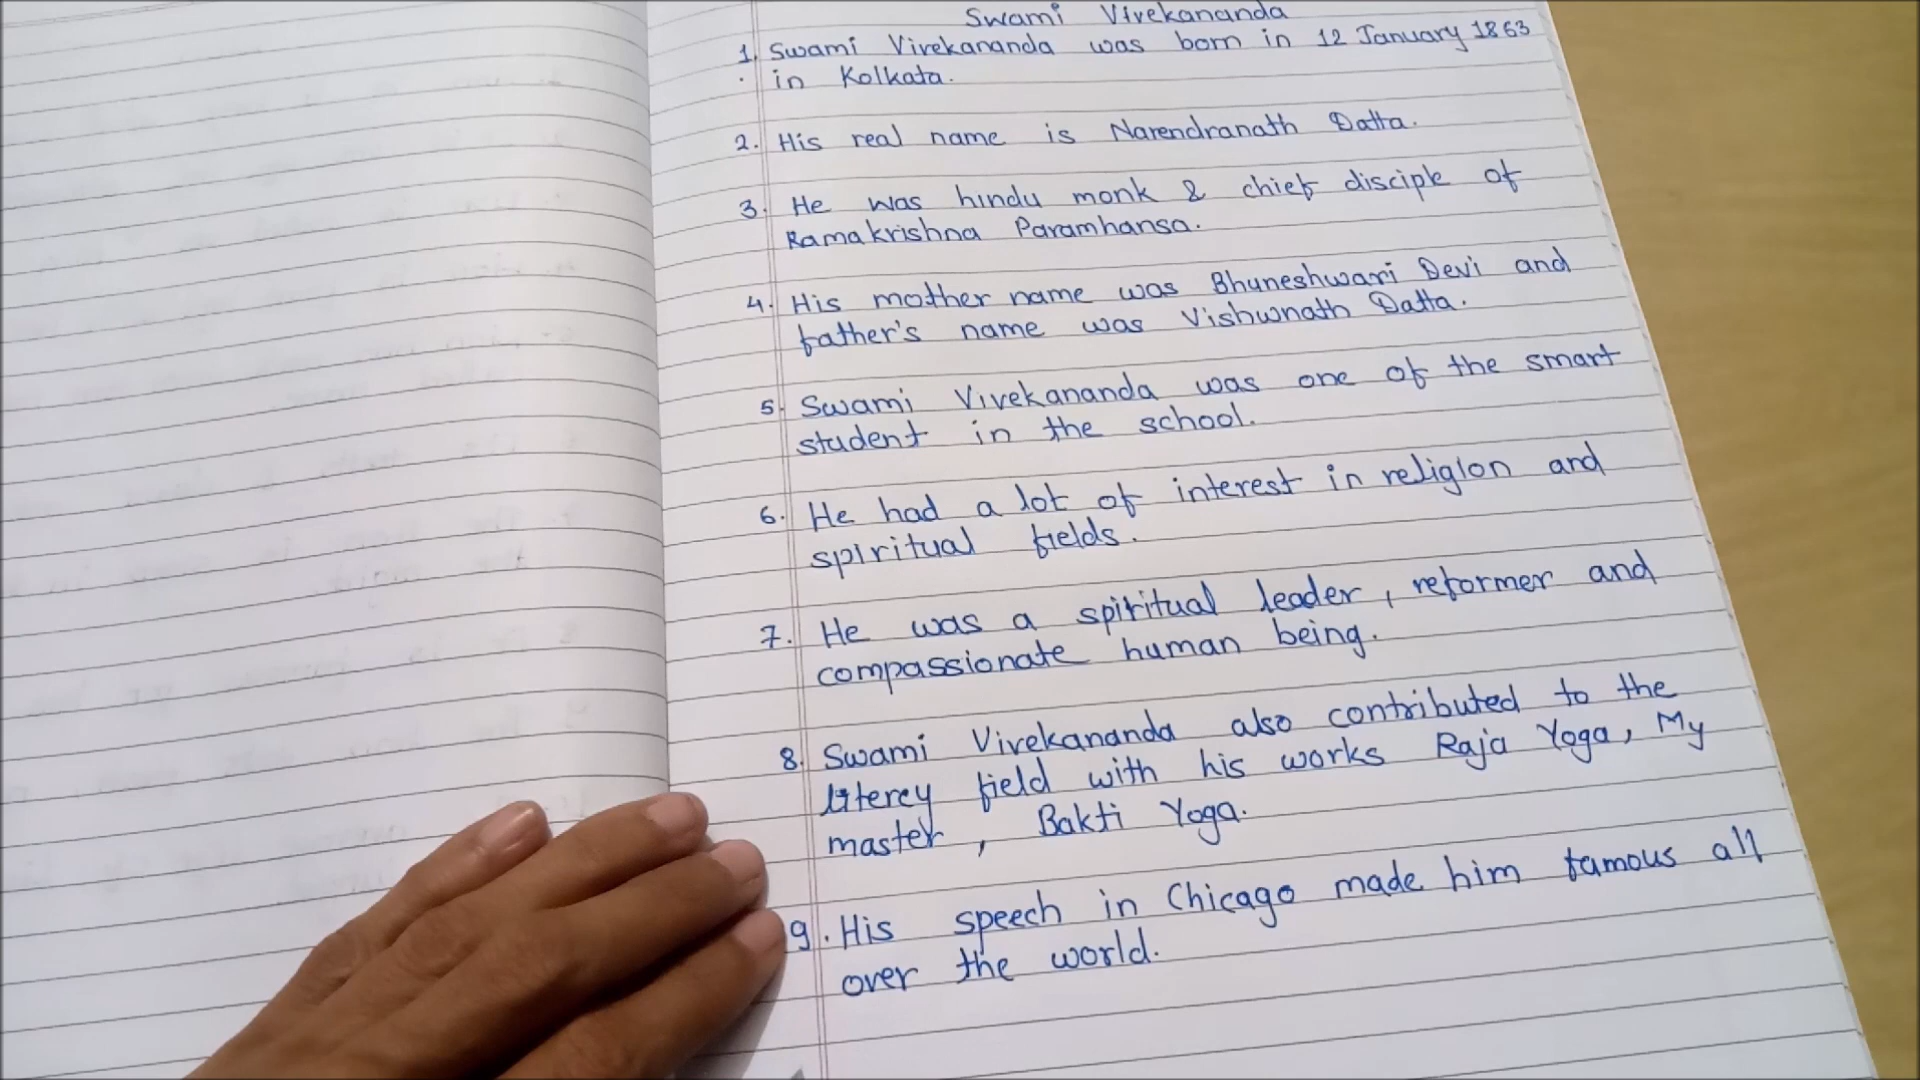 Swami Vivekananda
1. Swami Vivekananda was born in 12 January 1863
in Kolkata.
2. His real name is Narendranath Datta.
3. He was hindu monk & chief disciple of
Ramakrishna Paramhansa.
4. His mother name was Bhuneshwari Devi and
father's name was Vishwnath Datta.
5. Swami Vivekananda was one of the smart
student in the school.
6. He had a lot of interest in religion and
spiritual fields.
7. He was a spiritual leader, reformer and
compassionate human being.
8. Swami Vivekananda also contributed to the
literey field with his works Raja Yoga, My
master, Bakti Yoga.
9. His speech in Chicago made him famous all
over the world.